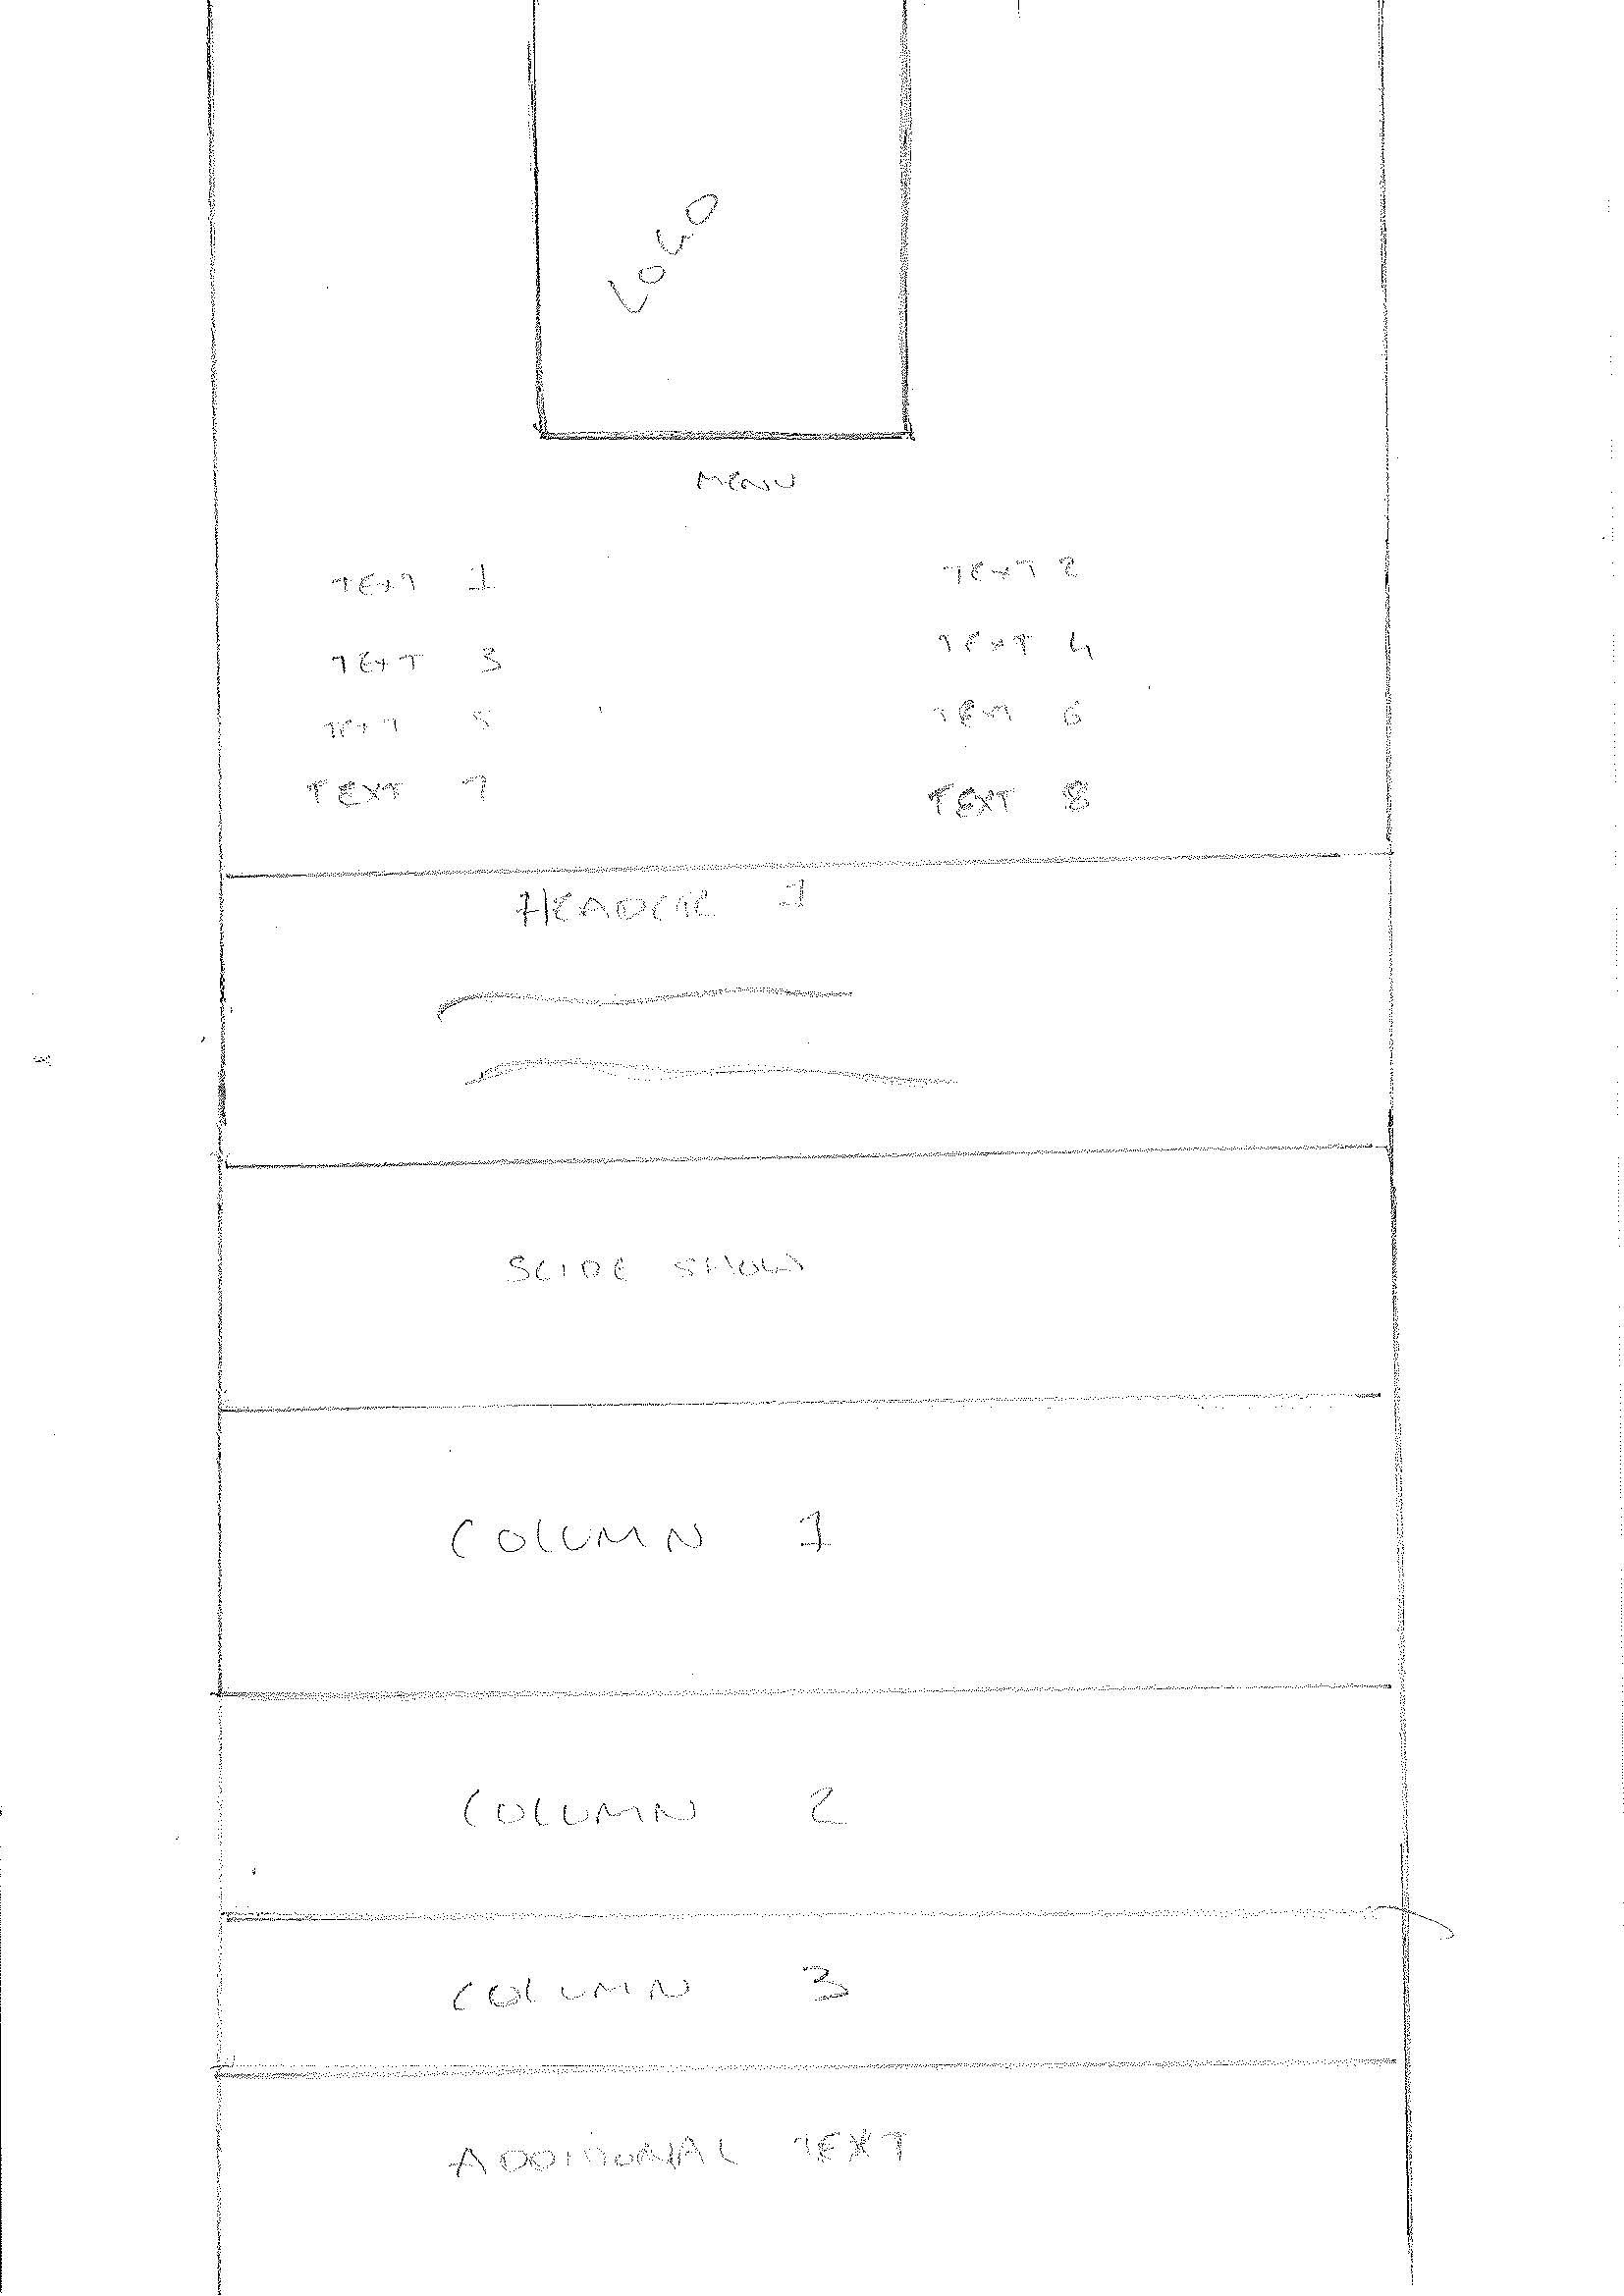 LOGO
MENU
TEXT 1 TEXT 2
TEXT 3 TEXT 4
TEXT 5 TEXT 6
TEXT 7 TEXT 8
HEADER 1
SLIDE SHOW
COLUMN 1
COLUMN 2
COLUMN 3
ADDITIONAL TEXT